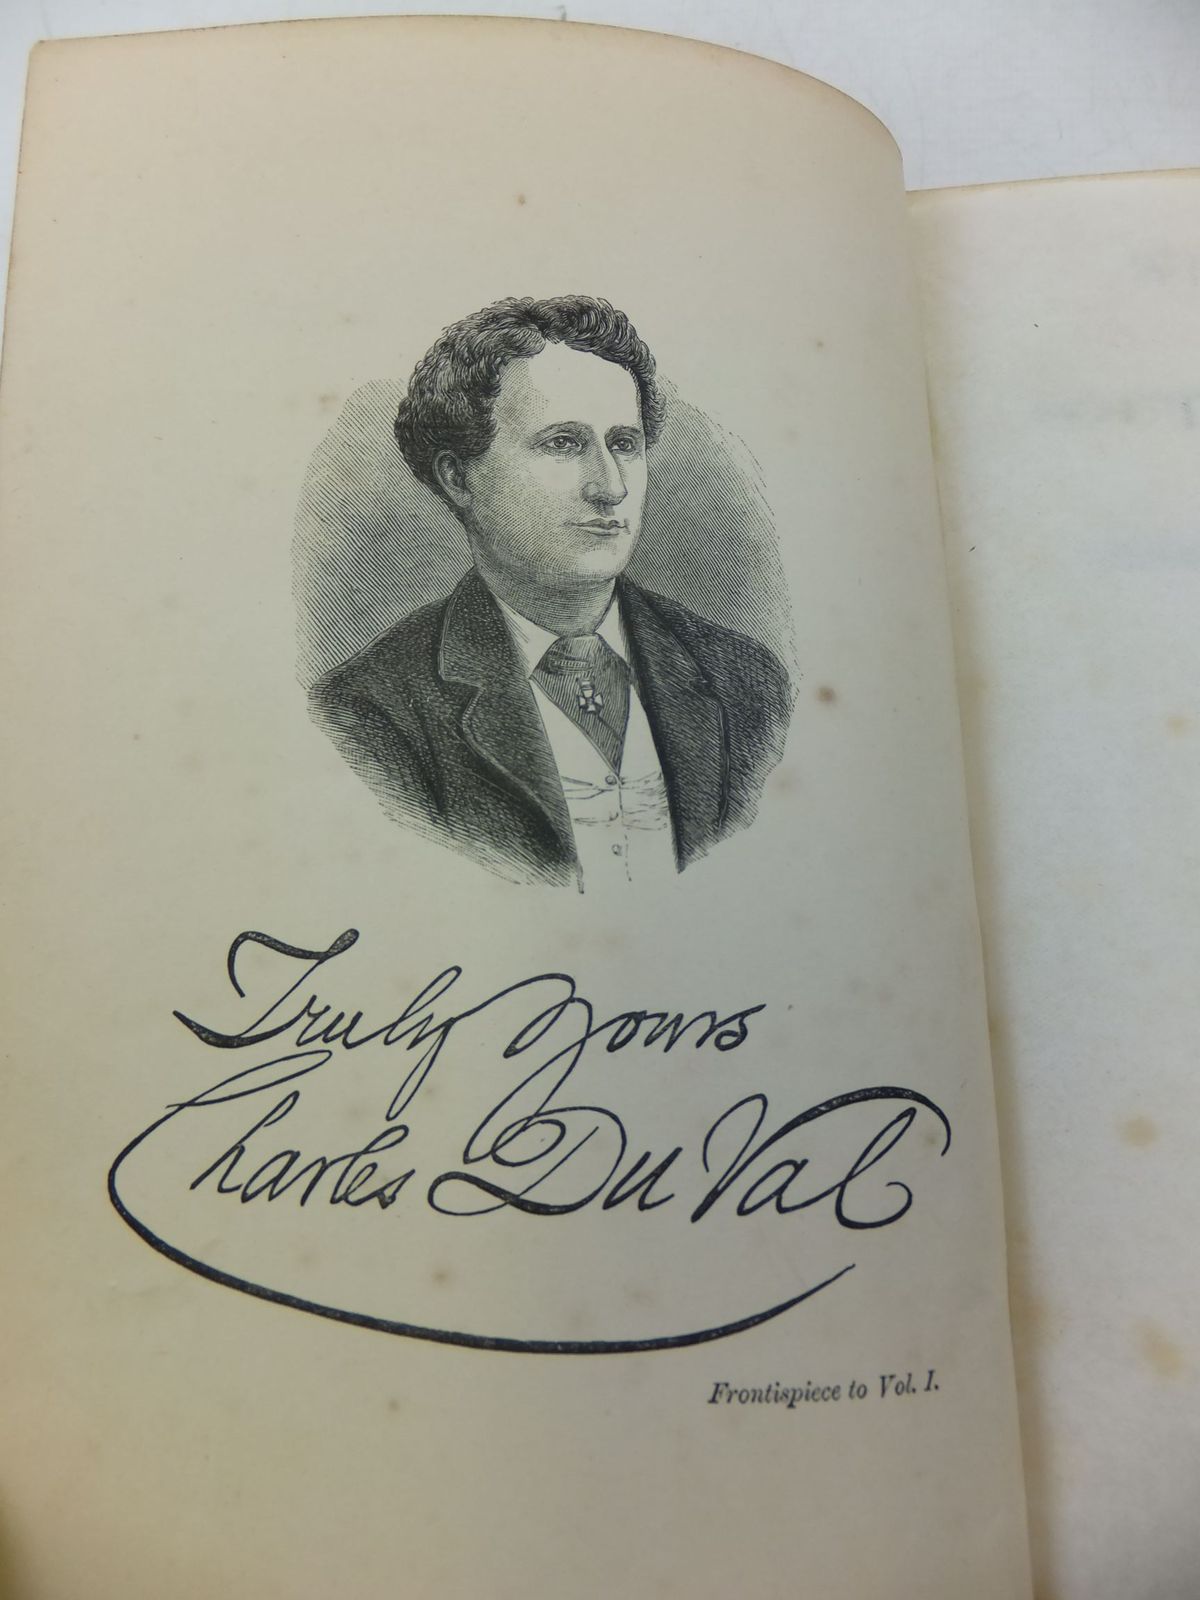 Truly Yours
Charles Du Val
Frontispiece to Vol. I.